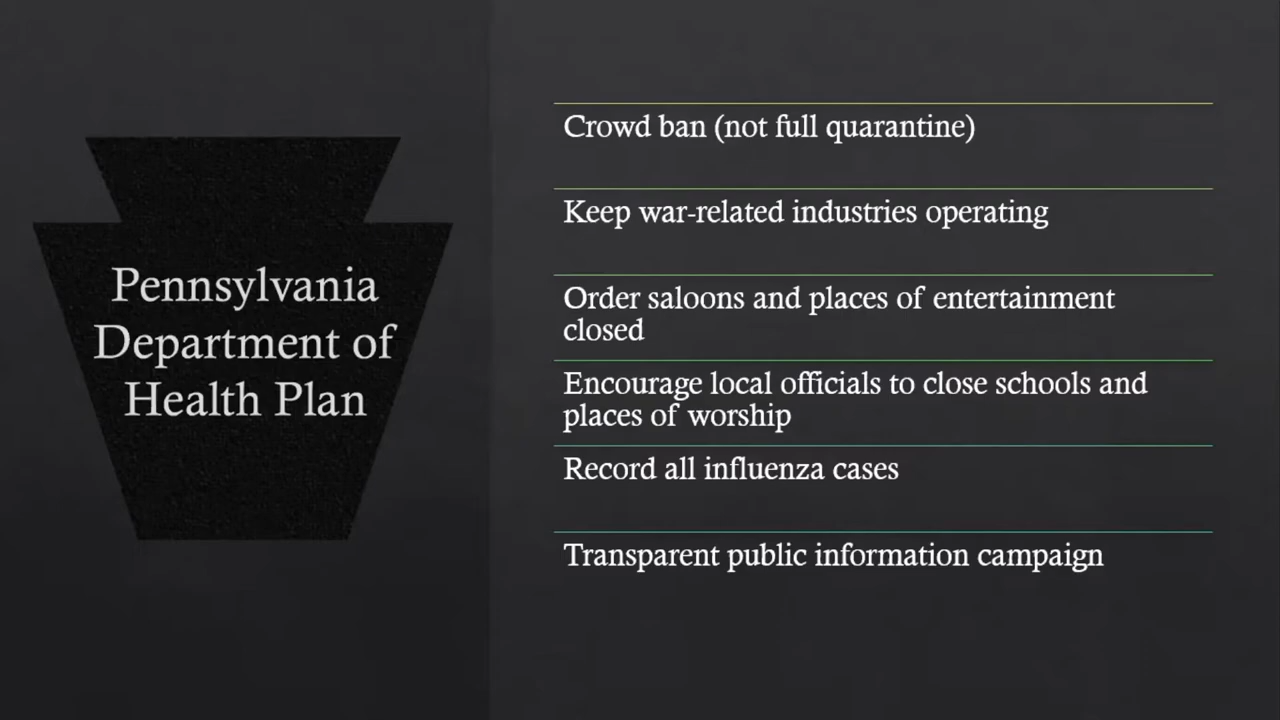 Pennsylvania
Department of
Health Plan
Crowd ban (not full quarantine)
Keep war-related industries operating
Order saloons and places of entertainment
closed
Encourage local officials to close schools and
places of worship
Record all influenza cases
Transparent public information campaign